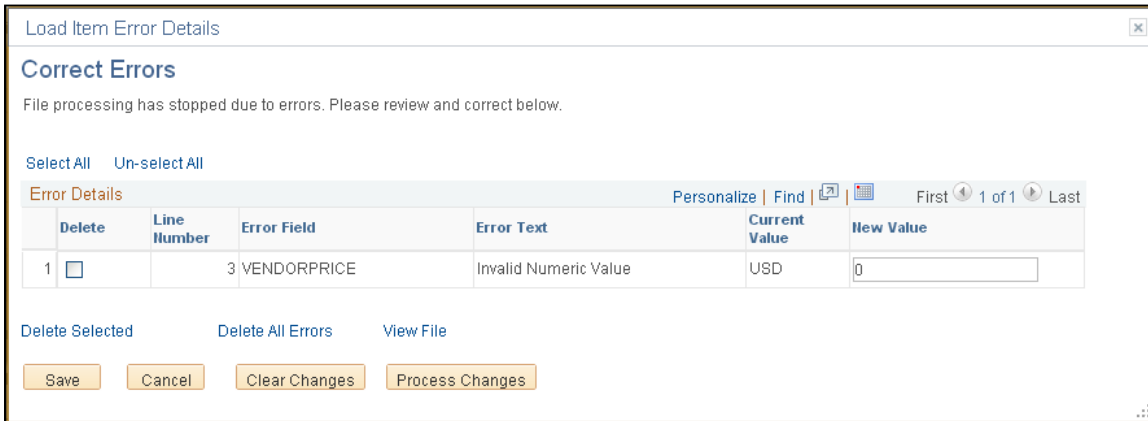 Load Item Error Details
Correct Errors
File processing has stopped due to errors. Please review and correct below.
Select All Un-select All
Error Details Personalize | Find | | First 1 of 1 Last
Delete Line Number Error Field Error Text Current Value New Value
1 3 VENDORPRICE Invalid Numeric Value USD 0
Delete Selected Delete All Errors View File
Save Cancel Clear Changes Process Changes